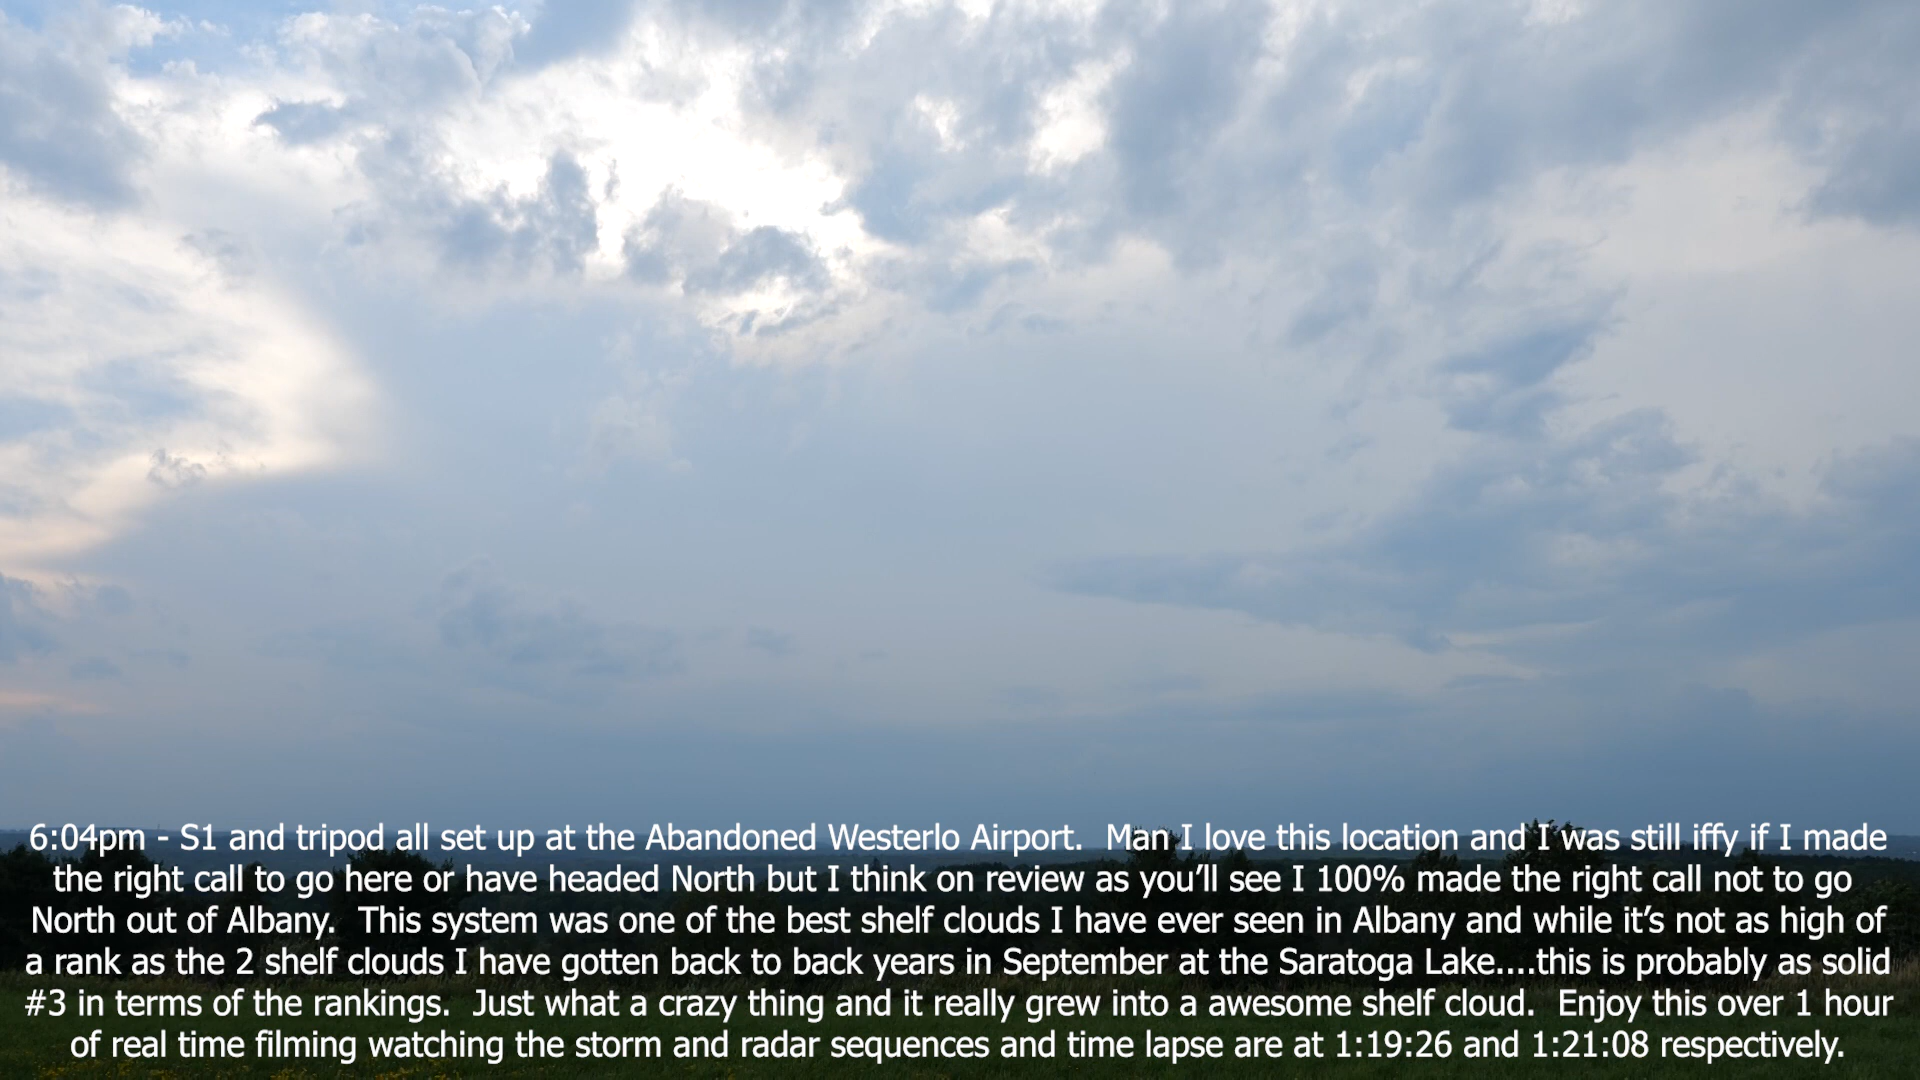 6:04pm - S1 and tripod all set up at the Abandoned Westerlo Airport.  Man I love this location and I was still iffy if I made
the right call to go here or have headed North but I think on review as you’ll see I 100% made the right call not to go
North out of Albany.  This system was one of the best shelf clouds I have ever seen in Albany and while it’s not as high of
a rank as the 2 shelf clouds I have gotten back to back years in September at the Saratoga Lake....this is probably as solid
#3 in terms of the rankings.  Just what a crazy thing and it really grew into a awesome shelf cloud.  Enjoy this over 1 hour
of real time filming watching the storm and radar sequences and time lapse are at 1:19:26 and 1:21:08 respectively.